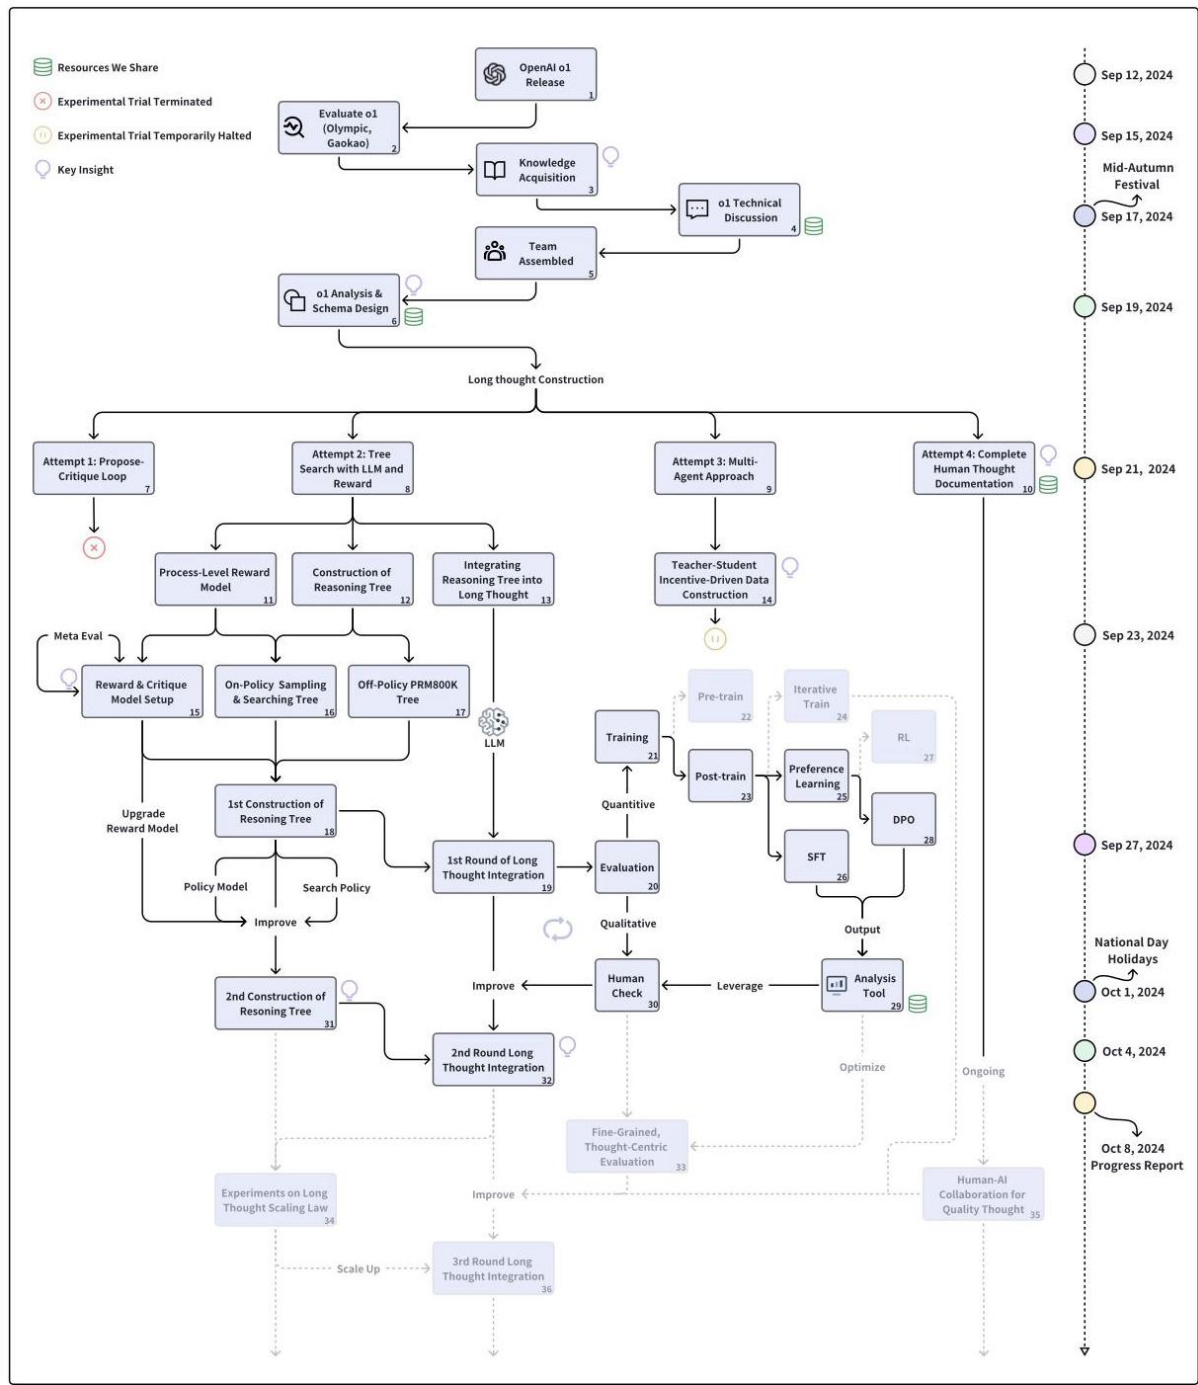 Resources We Share
Experimental Trial Terminated
Experimental Trial Temporarily Halted
Key Insight
OpenAI o1
Release
1
Evaluate o1
(Olympic,
Gaokao)
2
Knowledge
Acquisition
3
o1 Technical
Discussion
4
Team
Assembled
5
o1 Analysis &
Schema Design
6
Long thought Construction
Attempt 1: Propose-
Critique Loop
7
Attempt 2: Tree
Search with LLM and
Reward
8
Attempt 3: Multi-
Agent Approach
9
Attempt 4: Complete
Human Thought
Documentation
10
Process-Level Reward
Model
11
Construction of
Reasoning Tree
12
Integrating
Reasoning Tree into
Long Thought
13
Teacher-Student
Incentive-Driven Data
Construction
14
Meta Eval
Reward & Critique
Model Setup
15
On-Policy Sampling
& Searching Tree
16
Off-Policy PRM800K
Tree
17
LLM
Pre-train
22
Iterative
Train
24
Training
21
RL
27
Post-train
23
Preference
Learning
25
DPO
28
SFT
26
Quantitive
Upgrade
Reward Model
1st Construction of
Resoning Tree
18
1st Round of Long
Thought Integration
19
Evaluation
20
Policy Model
Search Policy
Improve
Qualitative
Output
2nd Construction of
Resoning Tree
31
Improve
Human
Check
30
Leverage
Analysis
Tool
29
2nd Round Long
Thought Integration
32
Optimize
Ongoing
Fine-Grained,
Thought-Centric
Evaluation
33
Experiments on Long
Thought Scaling Law
34
Improve
Human-AI
Collaboration for
Quality Thought
35
Scale Up
3rd Round Long
Thought Integration
36
Sep 12, 2024
Sep 15, 2024
Mid-Autumn
Festival
Sep 17, 2024
Sep 19, 2024
Sep 21, 2024
Sep 23, 2024
Sep 27, 2024
National Day
Holidays
Oct 1, 2024
Oct 4, 2024
Oct 8, 2024
Progress Report